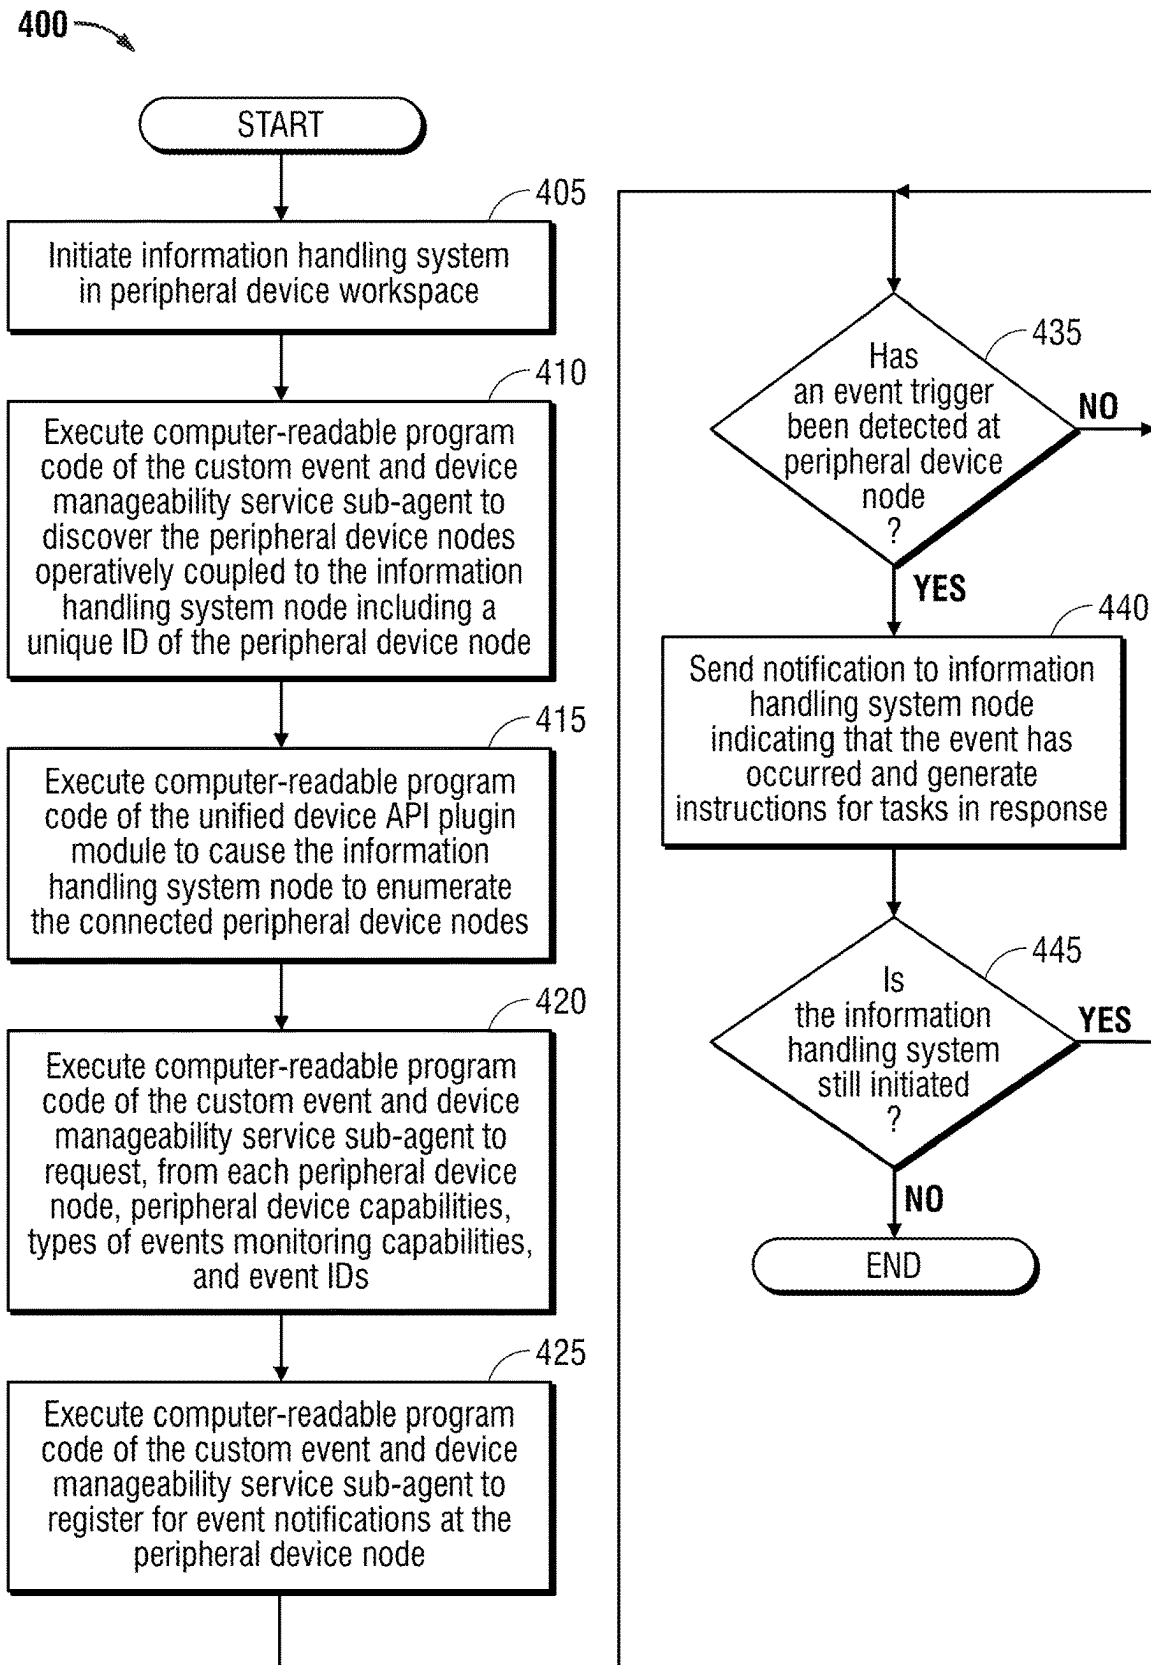 400
START
405
Initiate information handling system
in peripheral device workspace
410
Execute computer-readable program
code of the custom event and device
manageability service sub-agent to
discover the peripheral device nodes
operatively coupled to the information
handling system node including a
unique ID of the peripheral device node
415
Execute computer-readable program
code of the unified device API plugin
module to cause the information
handling system node to enumerate
the connected peripheral device nodes
420
Execute computer-readable program
code of the custom event and device
manageability service sub-agent to
request, from each peripheral device
node, peripheral device capabilities,
types of events monitoring capabilities,
and event IDs
425
Execute computer-readable program
code of the custom event and device
manageability service sub-agent to
register for event notifications at the
peripheral device node
435
Has
an event trigger
been detected at
peripheral device
node
?
NO
YES
440
Send notification to information
handling system node
indicating that the event has
occurred and generate
instructions for tasks in response
445
Is
the information
handling system
still initiated
?
YES
NO
END